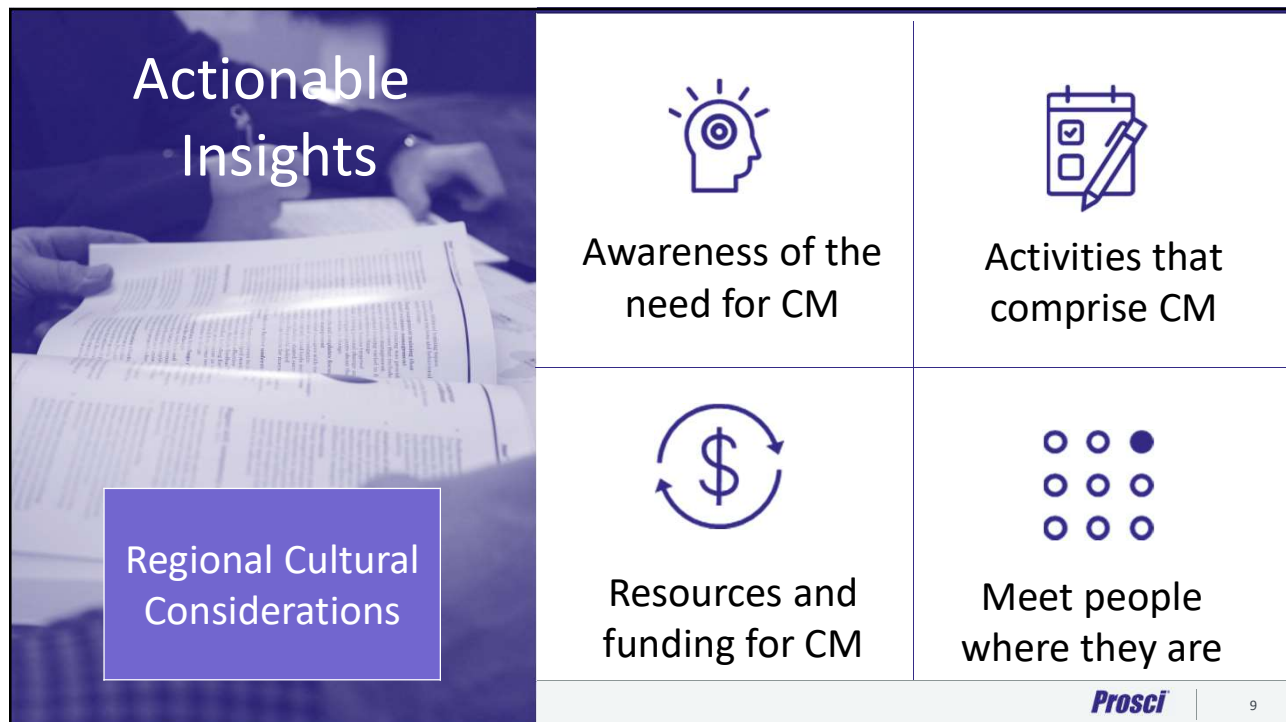 Actionable
Insights
Regional Cultural
Considerations
Awareness of the
need for CM
Activities that
comprise CM
Resources and
funding for CM
Meet people
where they are
Prosci
9